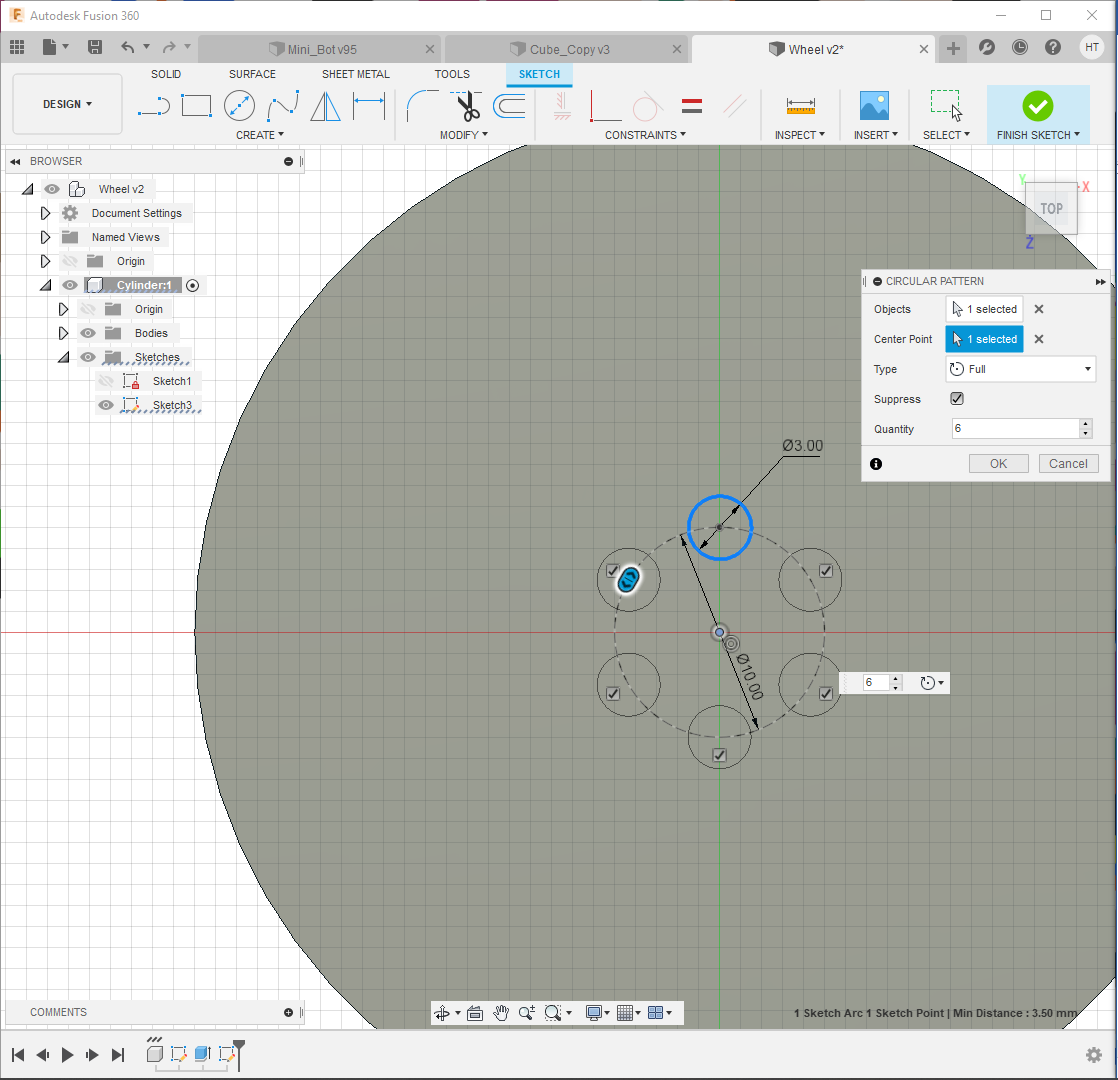 Autodesk Fusion 360
Mini_Bot v95
Cube_Copy v3
Wheel v2*
HT
SOLID SURFACE SHEET METAL TOOLS SKETCH
DESIGN
CREATE MODIFY CONSTRAINTS INSPECT INSERT SELECT FINISH SKETCH
BROWSER
Wheel v2
Document Settings
Named Views
Origin
Cylinder:1
Origin
Bodies
Sketches
Sketch1
Sketch3
Y
X
TOP
Z
CIRCULAR PATTERN
Objects 1 selected
Center Point 1 selected
Type Full
Suppress
Quantity 6
OK Cancel
Ø3.00
Ø10.00
6
COMMENTS
1 Sketch Arc 1 Sketch Point | Min Distance : 3.50 mm